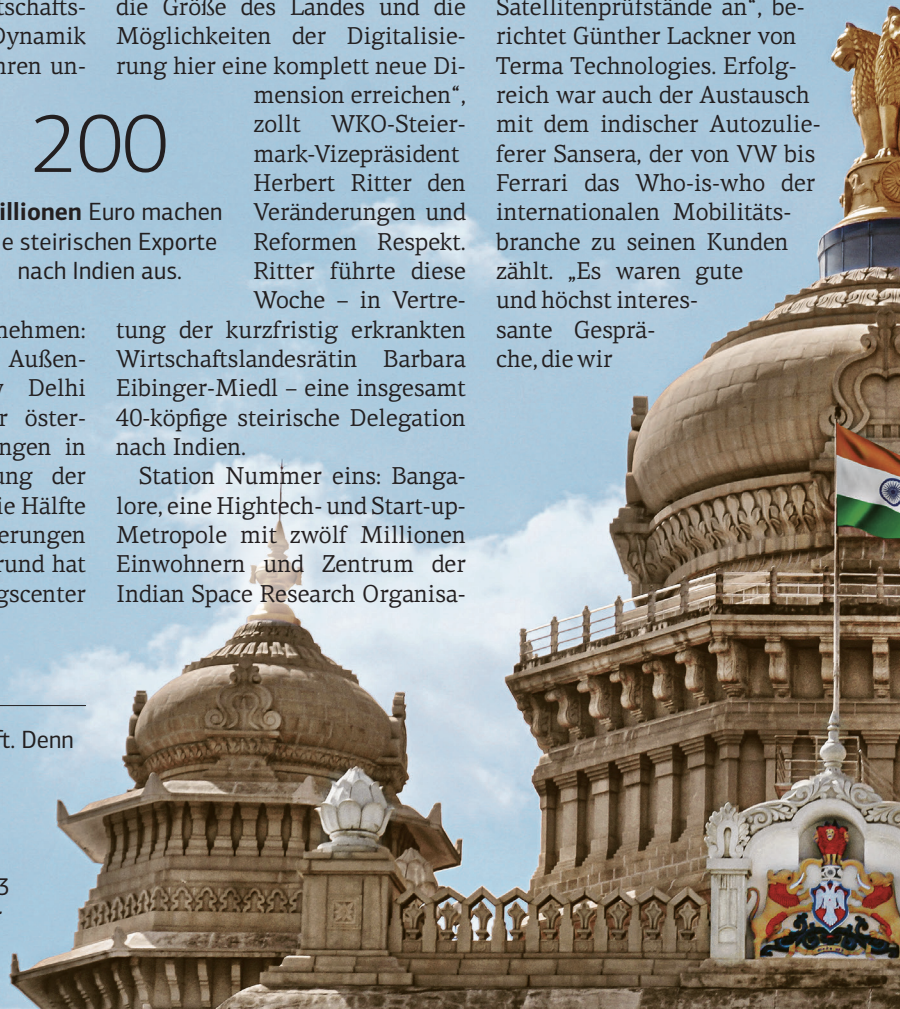 tschafts-
Dynamik
hren un-
200
illionen Euro machen
e steirischen Exporte
nach Indien aus.
nehmen:
Außen-
Delhi
r öster-
ngen in
ung der
ie Hälfte
erungen
rund hat
gscenter
ft. Denn
3
die Größe des Landes und die
Möglichkeiten der Digitalisie-
rung hier eine komplett neue Di-
mension erreichen“,
zollt WKO-Steier-
mark-Vizepräsident
Herbert Ritter den
Veränderungen und
Reformen Respekt.
Ritter führte diese
Woche – in Vertre-
tung der kurzfristig erkrankten
Wirtschaftslandesrätin Barbara
Eibinger-Miedl – eine insgesamt
40-köpfige steirische Delegation
nach Indien.
Station Nummer eins: Banga-
lore, eine Hightech- und Start-up-
Metropole mit zwölf Millionen
Einwohnern und Zentrum der
Indian Space Research Organisa-
Satellitenprüfstände an“, be-
richtet Günther Lackner von
Terma Technologies. Erfolg-
reich war auch der Austausch
mit dem indischer Autozulie-
ferer Sansera, der von VW bis
Ferrari das Who-is-who der
internationalen Mobilitäts-
branche zu seinen Kunden
zählt. „Es waren gute
und höchst interes-
sante Gesprä-
che, die wir